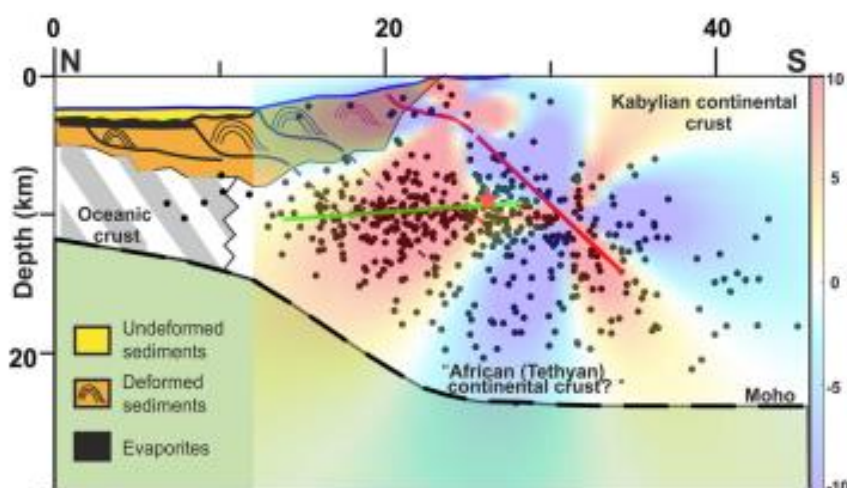 0 20 40
N S
0 10
Kabylian continental
crust
5
Oceanic
crust
Depth (km)
0
Undeformed
sediments
20
"African (Tethyan)
continental crust?
-5
Deformed
sediments
Moho
Evaporites
-10